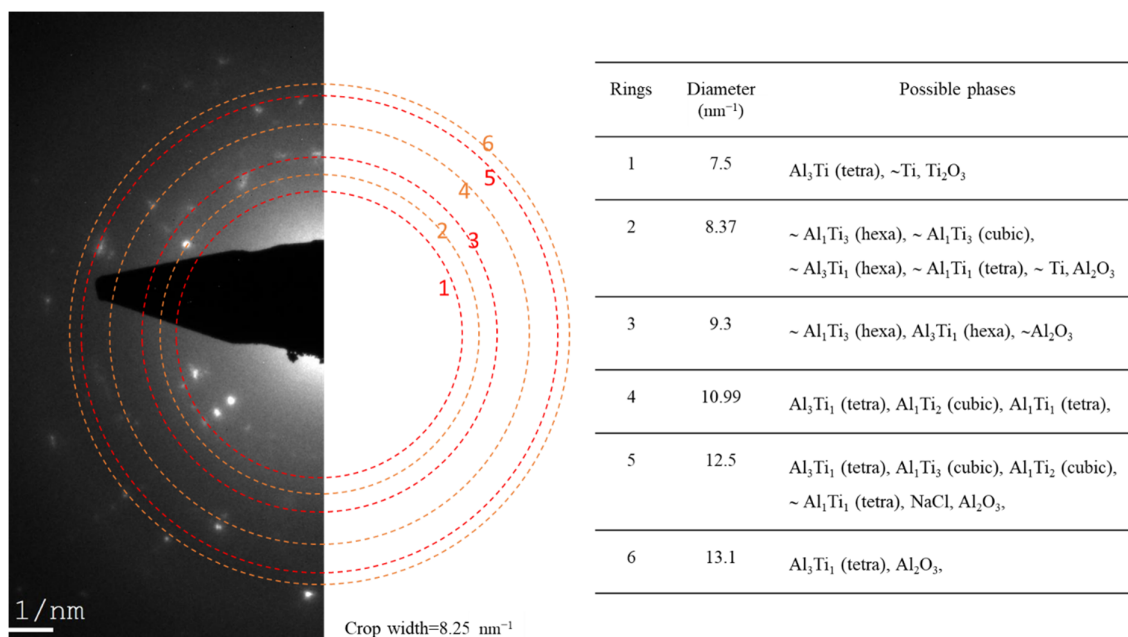 6
5
4
2
3
1
1/nm
Crop width=8.25 nm⁻¹
Rings Diameter (nm⁻¹) Possible phases
1 7.5 Al₃Ti (tetra), ~Ti, Ti₂O₃
2 8.37 ~ Al₁Ti₃ (hexa), ~ Al₁Ti₃ (cubic),
~ Al₃Ti₁ (hexa), ~ Al₁Ti₁ (tetra), ~ Ti, Al₂O₃
3 9.3 ~ Al₁Ti₃ (hexa), Al₃Ti₁ (hexa), ~Al₂O₃
4 10.99 Al₃Ti₁ (tetra), Al₁Ti₂ (cubic), Al₁Ti₁ (tetra),
5 12.5 Al₃Ti₁ (tetra), Al₁Ti₃ (cubic), Al₁Ti₂ (cubic),
~ Al₁Ti₁ (tetra), NaCl, Al₂O₃,
6 13.1 Al₃Ti₁ (tetra), Al₂O₃,